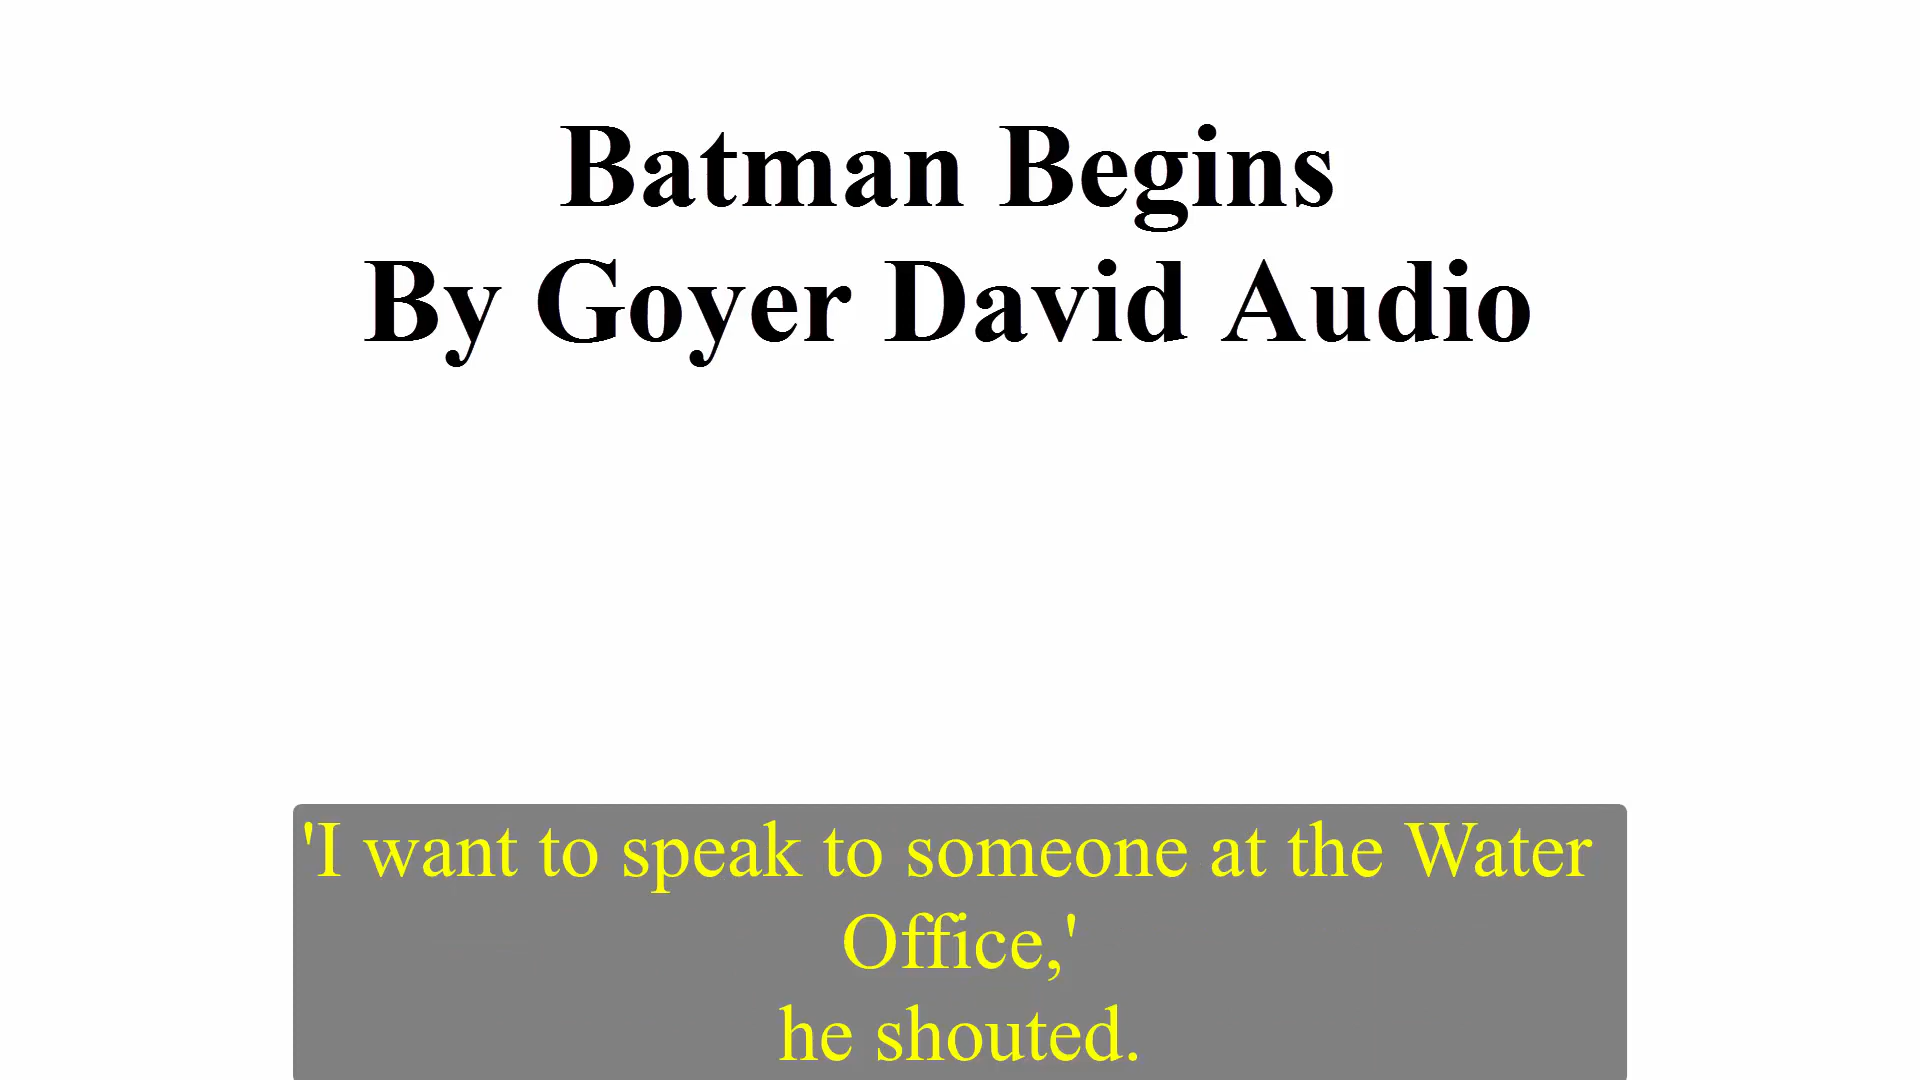 Batman Begins
By Goyer David Audio
'I want to speak to someone at the Water
Office,'
he shouted.